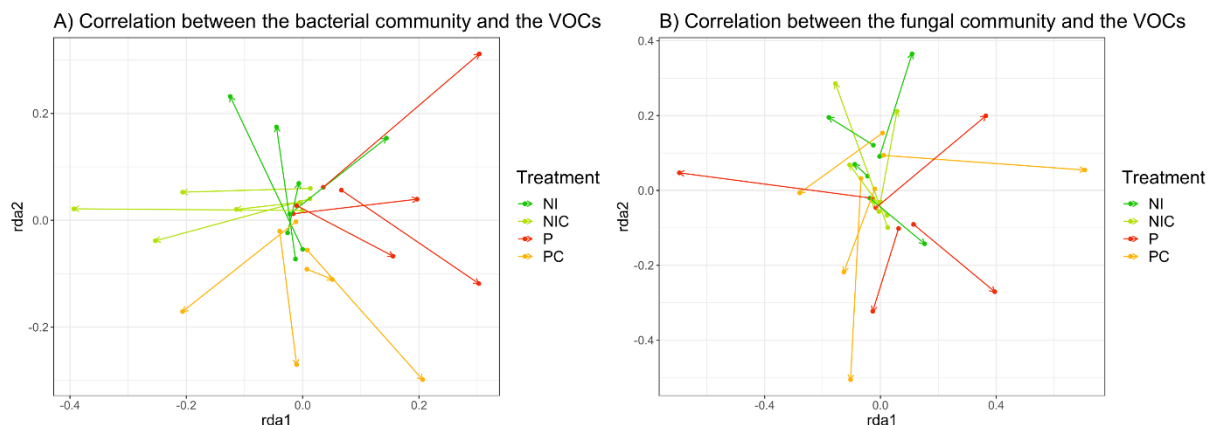 A) Correlation between the bacterial community and the VOCs
0.2
0.0
-0.2
rda2
-0.4
-0.2
0.0
0.2
rda1
Treatment
NI
NIC
P
PC
B) Correlation between the fungal community and the VOCs
0.4
0.2
0.0
-0.2
-0.4
rda2
-0.4
0.0
0.4
rda1
Treatment
NI
NIC
P
PC